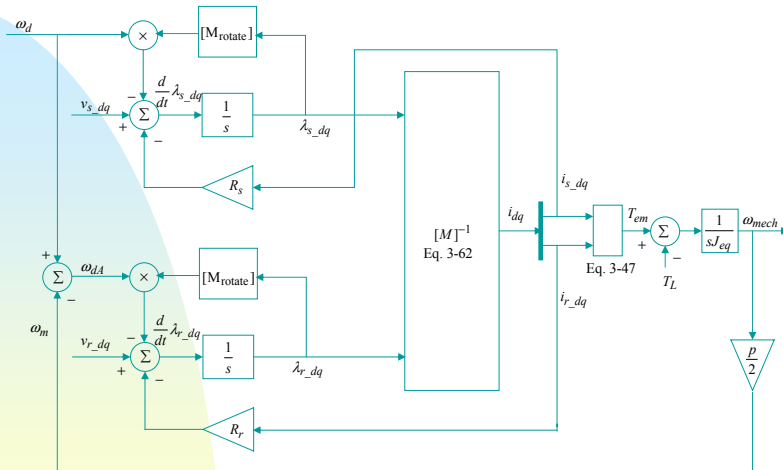 ω_d
×
[M_rotate]
−
d/dt λ_s_dq
v_s_dq
+
Σ
−
1/s
λ_s_dq
R_s
i_s_dq
[M]⁻¹
Eq. 3-62
i_dq
Eq. 3-47
T_em
+
Σ
−
T_L
1/sJ_eq
ω_mech
+
Σ
−
ω_dA
×
[M_rotate]
i_r_dq
ω_m
−
d/dt λ_r_dq
v_r_dq
+
Σ
−
1/s
λ_r_dq
R_r
p/2